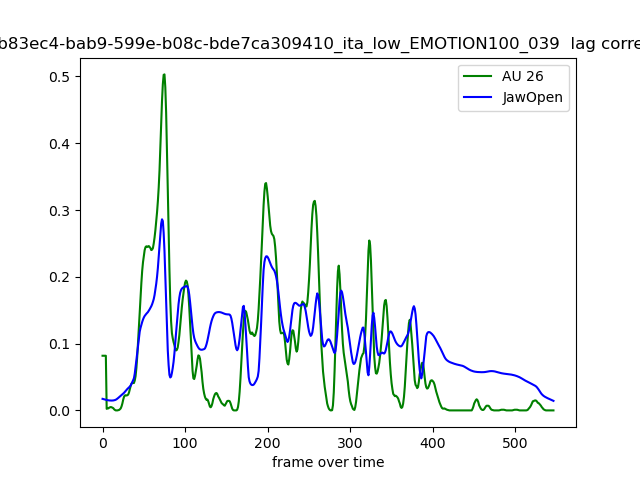 b83ec4-bab9-599e-b08c-bde7ca309410_ita_low_EMOTION100_039 lag corre
AU 26
JawOpen
0.5
0.4
0.3
0.2
0.1
0.0
0 100 200 300 400 500
frame over time